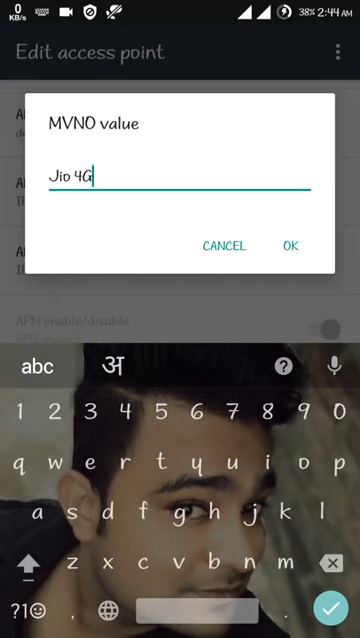 0
KB/s
38% 2:44 AM
Edit access point
MVNO value
Jio 4G
CANCEL OK
APN enable/disable
abc अ ?
1 2 3 4 5 6 7 8 9 0
q w e r t y u i o p
a s d f g h j k l
z x c v b n m
?1 , .